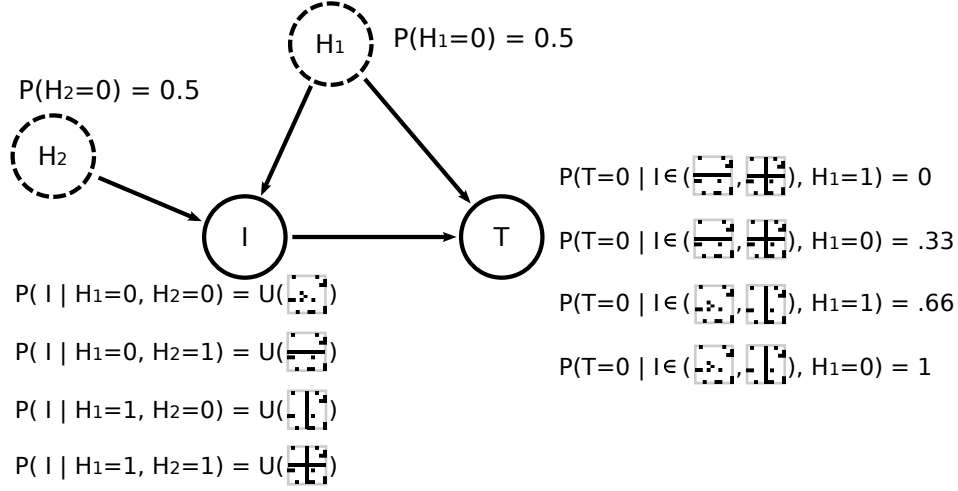 H1
P(H1=0) = 0.5
P(H2=0) = 0.5
H2
I
T
P( I | H1=0, H2=0) = U( )
P( I | H1=0, H2=1) = U( )
P( I | H1=1, H2=0) = U( )
P( I | H1=1, H2=1) = U( )
P(T=0 | I∈( , ), H1=1) = 0
P(T=0 | I∈( , ), H1=0) = .33
P(T=0 | I∈( , ), H1=1) = .66
P(T=0 | I∈( , ), H1=0) = 1